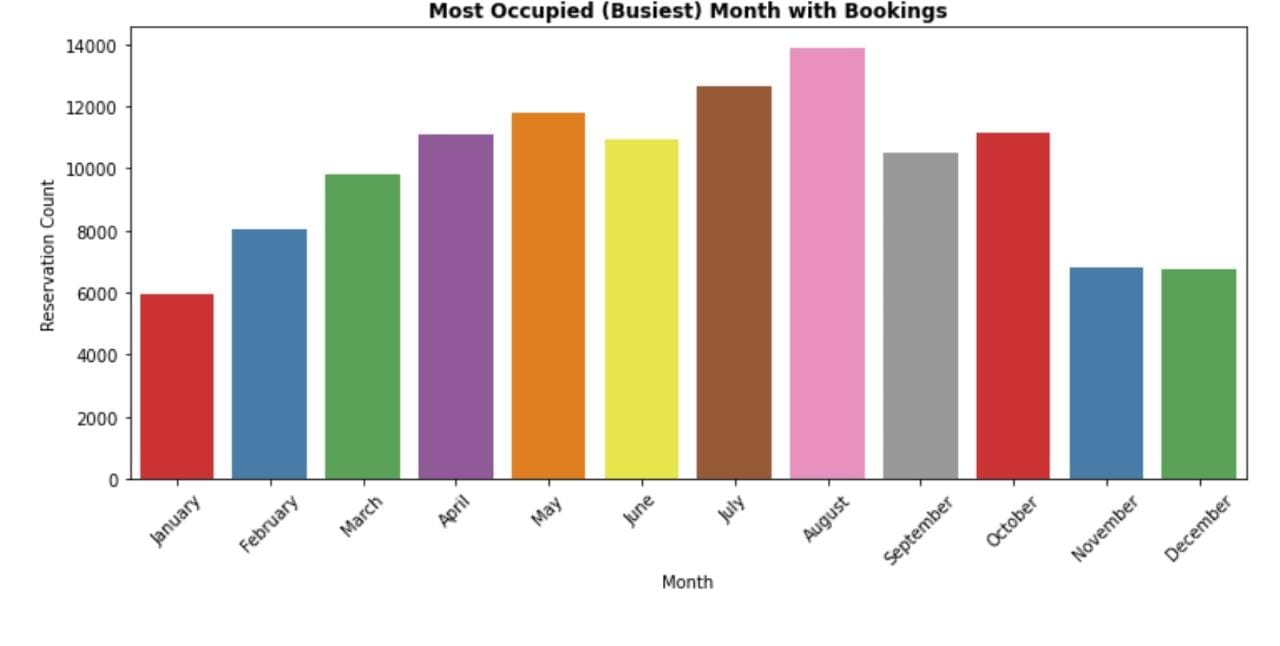 Most Occupied (Busiest) Month with Bookings
14000
12000
10000
8000
6000
4000
2000
0
Reservation Count
January
February
March
April
May
June
July
August
September
October
November
December
Month